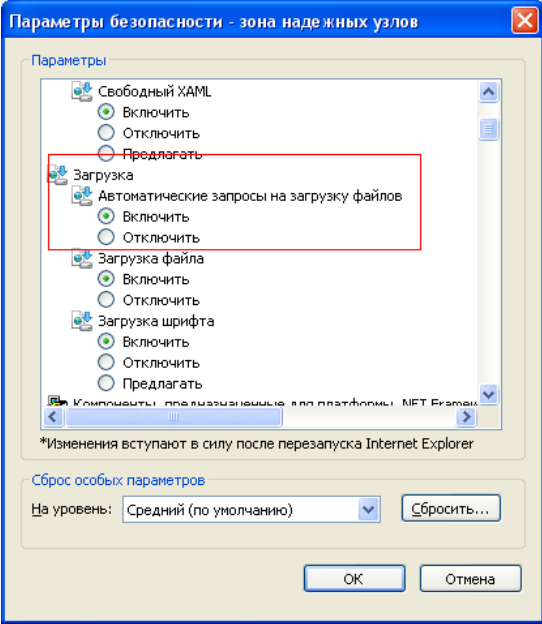 Параметры безопасности - зона надежных узлов
Параметры
Свободный XAML
Включить
Отключить
Предлагать
Загрузка
Автоматические запросы на загрузку файлов
Включить
Отключить
Загрузка файла
Включить
Отключить
Загрузка шрифта
Включить
Отключить
Предлагать
Компоненты, предназначенные для платформы .NET Framew
*Изменения вступают в силу после перезапуска Internet Explorer
Сброс особых параметров
На уровень: Средний (по умолчанию) Сбросить...
ОК Отмена